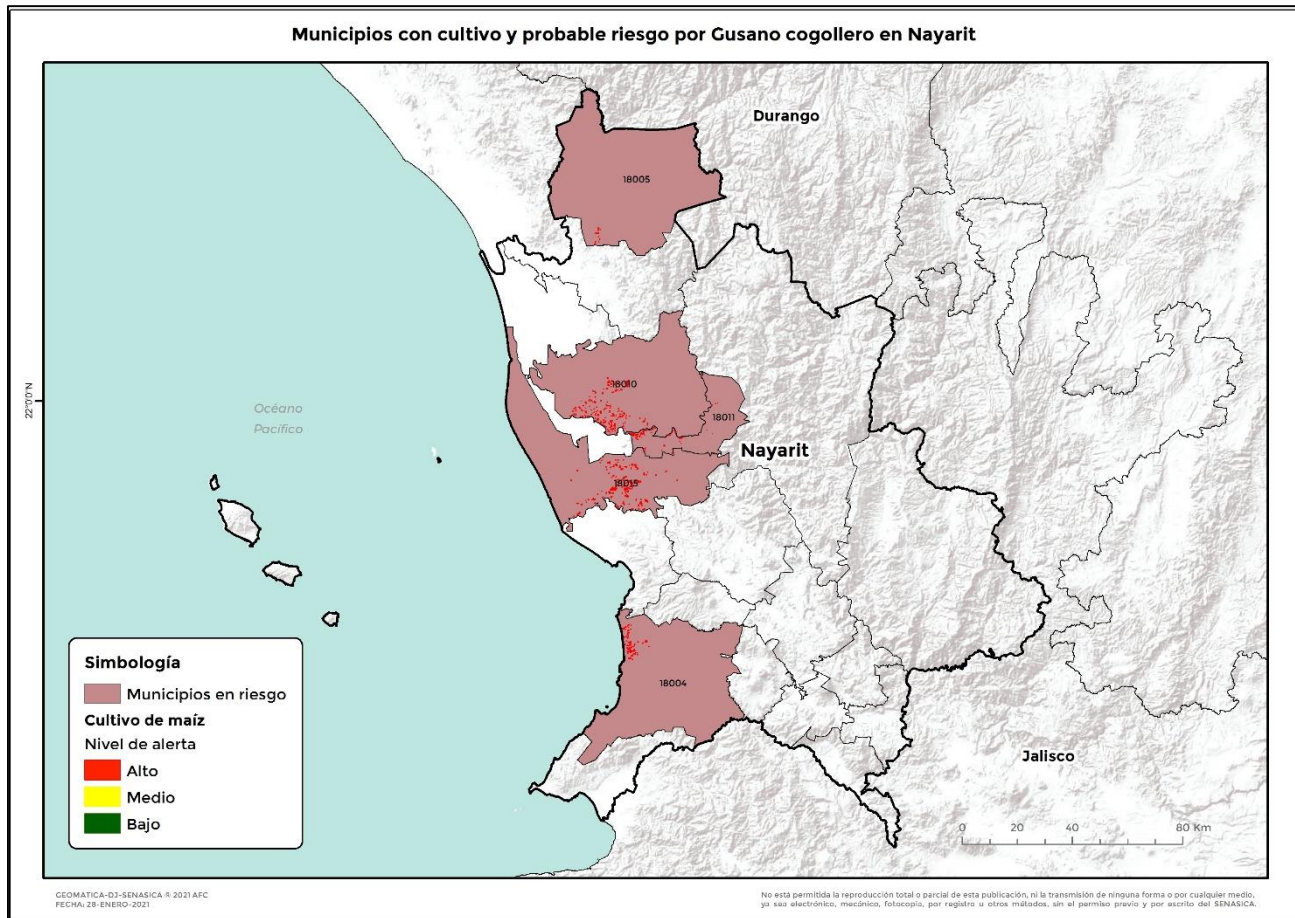 Municipios con cultivo y probable riesgo por Gusano cogollero en Nayarit
Durango
18005
22°0'0"N
Océano
Pacífico
18010
18011
Nayarit
18015
18004
Jalisco
Simbología
Municipios en riesgo
Cultivo de maíz
Nivel de alerta
Alto
Medio
Bajo
0 20 40 80 Km
GEOMATICA-DJ-SENASICA © 2021 AFC
FECHA: 28-ENERO-2021
No está permitida la reproducción total o parcial de esta publicación, ni la transmisión de ninguna forma o por cualquier medio,
ya sea electrónico, mecánico, fotocopia, por registro u otros métodos, sin el permiso previo y por escrito del SENASICA.